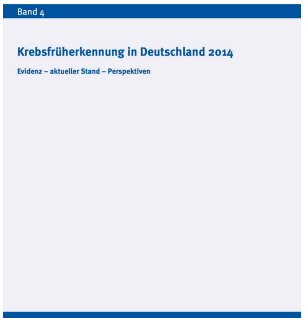 Band 4
Krebsfrüherkennung in Deutschland 2014
Evidenz – aktueller Stand – Perspektiven